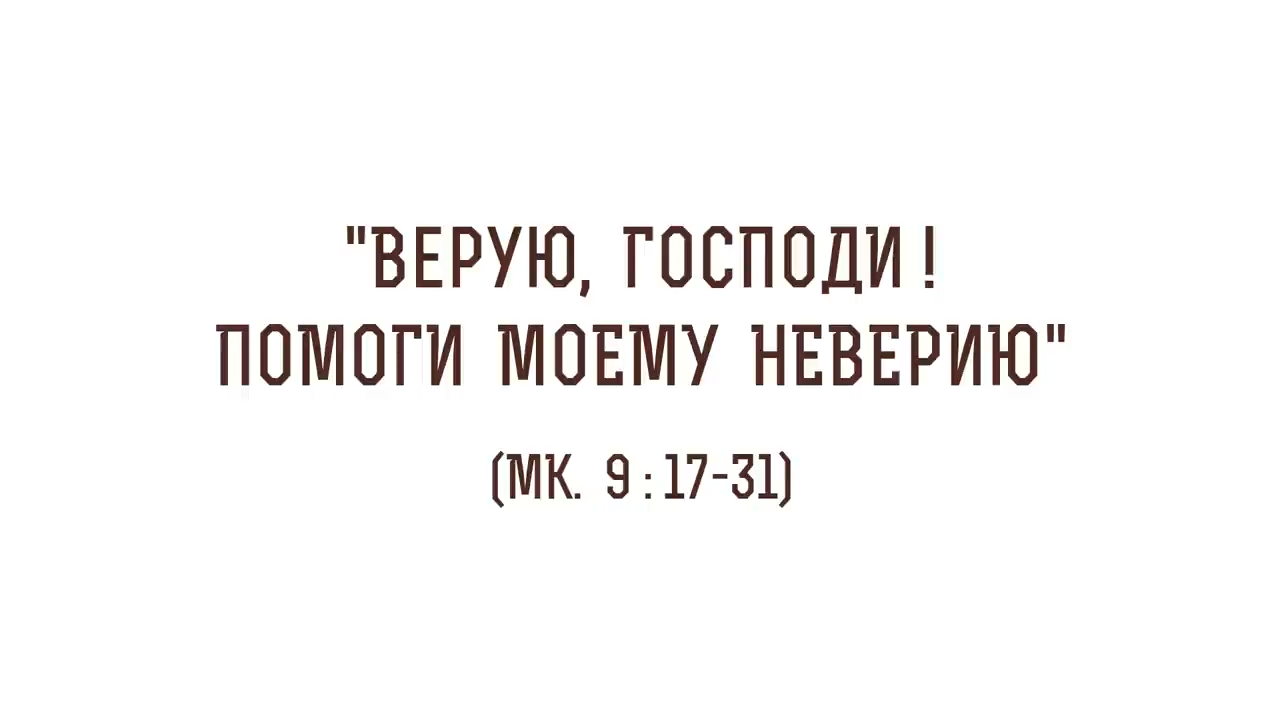 "ВЕРУЮ, ГОСПОДИ!
ПОМОГИ МОЕМУ НЕВЕРИЮ"
(МК. 9:17-31)